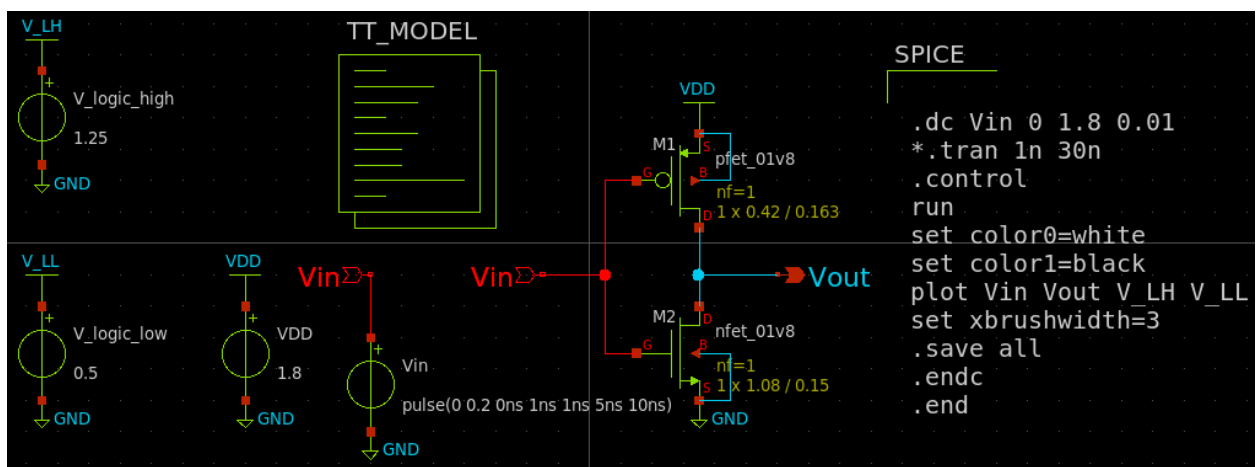 V_LH
+
V_logic_high
1.25
GND
TT_MODEL
V_LL
+
V_logic_low
0.5
GND
VDD
+
VDD
1.8
GND
Vin
+
Vin
pulse(0 0.2 0ns 1ns 1ns 5ns 10ns)
GND
VDD
M1
S
pfet_01v8
G
B
nf=1
D
1 x 0.42 / 0.163
Vin
Vout
M2
D
nfet_01v8
G
B
nf=1
S
1 x 1.08 / 0.15
GND
SPICE
.dc Vin 0 1.8 0.01
*.tran 1n 30n
.control
run
set color0=white
set color1=black
plot Vin Vout V_LH V_LL
set xbrushwidth=3
.save all
.endc
.end